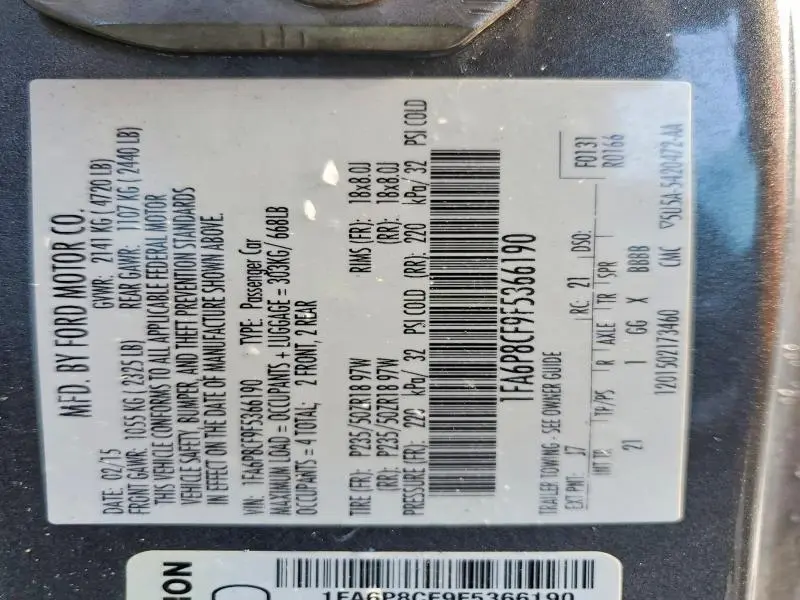 MFD. BY FORD MOTOR CO.
DATE: 02/15 GVWR: 2141 KG ( 4720 LB)
FRONT GAWR: 1055 KG ( 2325 LB) REAR GAWR: 1107 KG ( 2440 LB)
THIS VEHICLE CONFORMS TO ALL APPLICABLE FEDERAL MOTOR
VEHICLE SAFETY, BUMPER, AND THEFT PREVENTION STANDARDS
IN EFFECT ON THE DATE OF MANUFACTURE SHOWN ABOVE.
VIN: 1FA6P8CF9F5366190 TYPE: Passenger Car
MAXIMUM LOAD = OCCUPANTS + LUGGAGE = 303KG/ 668LB
OCCUPANTS = 4 TOTAL; 2 FRONT, 2 REAR
TIRE (FR): P235/50ZR18 97W RIMS (FR): 18x8.0J
(RR): P235/50ZR18 97W (RR): 18x8.0J
PRESSURE (FR): 220 kPa/ 32 PSI COLD (RR): 220 kPa/ 32 PSI COLD
1FA6P8CF9F5366190
TRAILER TOWING - SEE OWNER GUIDE F0131
EXT PNT: J7 RC: 21 DSO: R0166
INT TR TP/PS R AXLE TR SPR
21 I GG X BBBB
1201502173460 CMC 5U5A-5420472-AA
ION
1FA6P8CF9F5366190